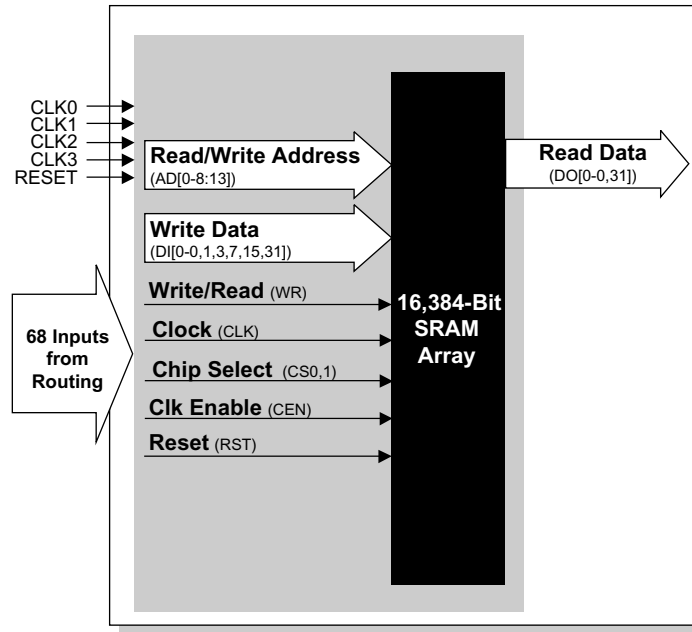 CLK0
CLK1
CLK2
CLK3
RESET
Read/Write Address
(AD[0-8:13])
Read Data
(DO[0-0,31])
Write Data
(DI[0-0,1,3,7,15,31])
Write/Read (WR)
Clock (CLK)
Chip Select (CS0,1)
Clk Enable (CEN)
Reset (RST)
16,384-Bit
SRAM
Array
68 Inputs
from
Routing